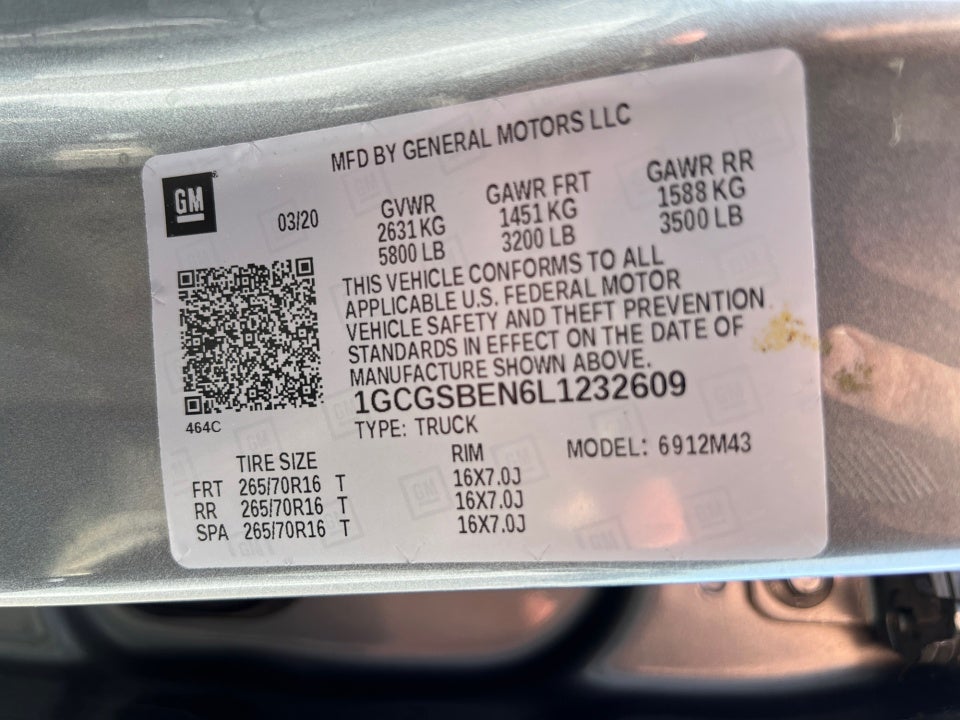 MFD BY GENERAL MOTORS LLC
GM
03/20
GVWR GAWR FRT GAWR RR
2631 KG 1451 KG 1588 KG
5800 LB 3200 LB 3500 LB
THIS VEHICLE CONFORMS TO ALL
APPLICABLE U.S. FEDERAL MOTOR
VEHICLE SAFETY AND THEFT PREVENTION
STANDARDS IN EFFECT ON THE DATE OF
MANUFACTURE SHOWN ABOVE.
1GCGSBEN6L1232609
464C
TYPE: TRUCK
TIRE SIZE RIM MODEL: 6912M43
FRT 265/70R16 T 16X7.0J
RR 265/70R16 T 16X7.0J
SPA 265/70R16 T 16X7.0J